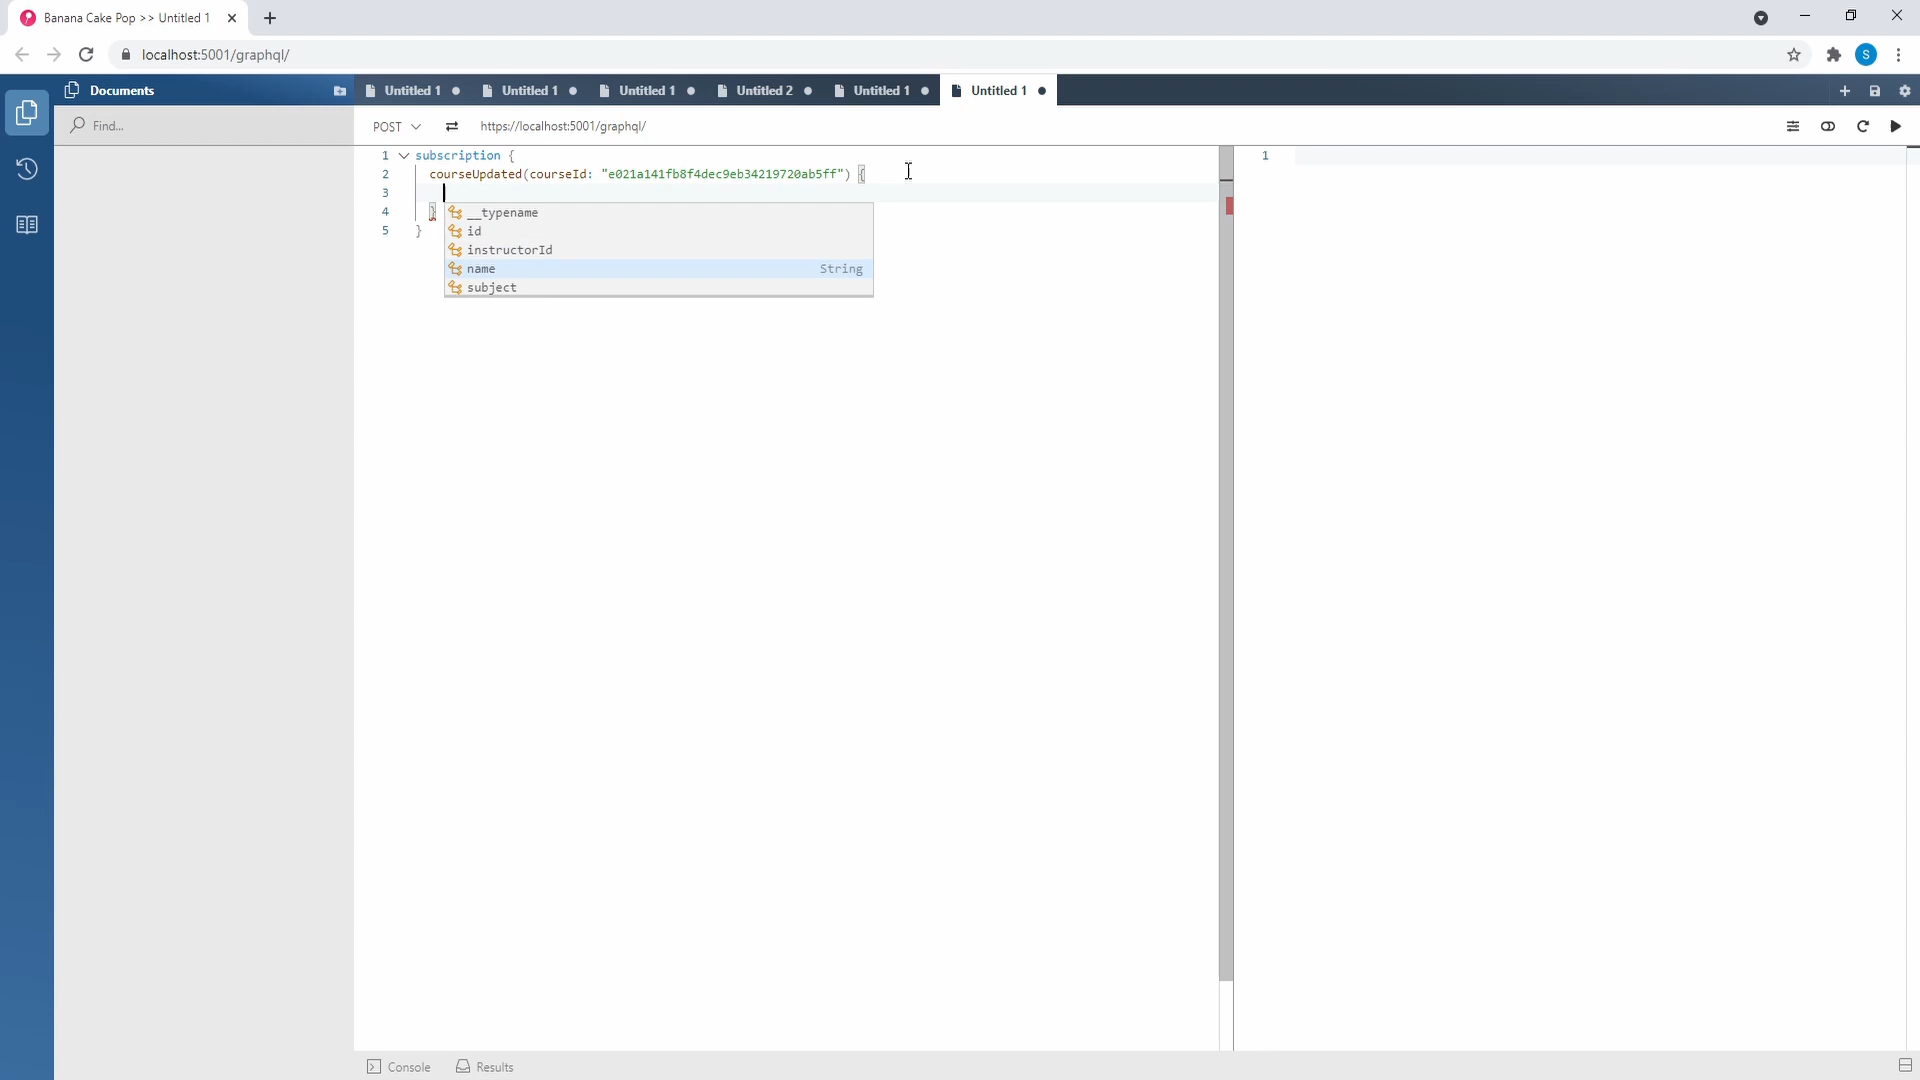 Banana Cake Pop >> Untitled 1
localhost:5001/graphql/
S
Documents
Untitled 1
Untitled 1
Untitled 1
Untitled 2
Untitled 1
Untitled 1
Find...
POST
https://localhost:5001/graphql/
1 subscription {
2 courseUpdated(courseId: "e021a141fb8f4dec9eb34219720ab5ff") {
3
4 }
5 }
__typename
id
instructorId
name String
subject
1
Console
Results